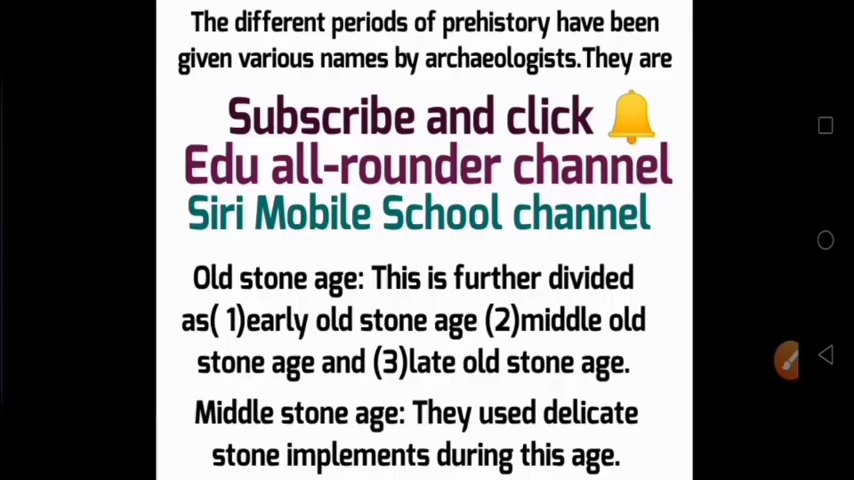 The different periods of prehistory have been
given various names by archaeologists.They are
Subscribe and click 🔔
Edu all-rounder channel
Siri Mobile School channel
Old stone age: This is further divided
as( 1)early old stone age (2)middle old
stone age and (3)late old stone age.
Middle stone age: They used delicate
stone implements during this age.